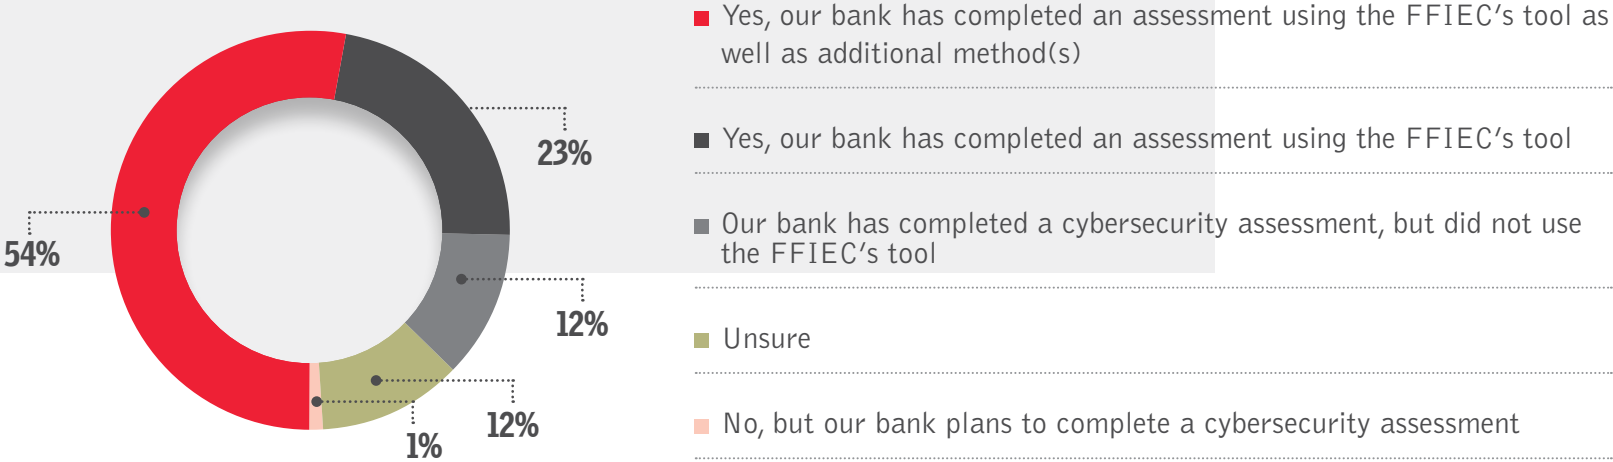 Yes, our bank has completed an assessment using the FFIEC’s tool as
well as additional method(s)
Yes, our bank has completed an assessment using the FFIEC’s tool
Our bank has completed a cybersecurity assessment, but did not use
the FFIEC’s tool
Unsure
No, but our bank plans to complete a cybersecurity assessment
23%
54%
12%
12%
1%